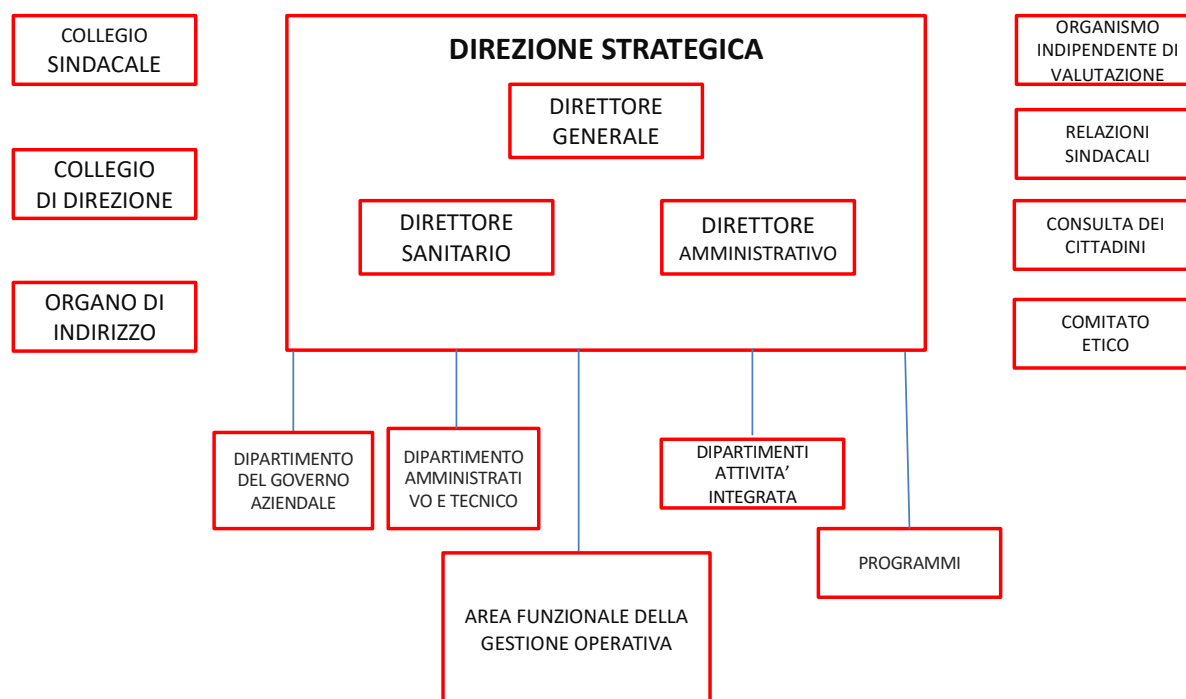 COLLEGIO
SINDACALE
COLLEGIO
DI DIREZIONE
ORGANO DI
INDIRIZZO
DIREZIONE STRATEGICA
DIRETTORE
GENERALE
DIRETTORE
SANITARIO
DIRETTORE
AMMINISTRATIVO
ORGANISMO
INDIPENDENTE DI
VALUTAZIONE
RELAZIONI
SINDACALI
CONSULTA DEI
CITTADINI
COMITATO
ETICO
DIPARTIMENTO
DEL GOVERNO
AZIENDALE
DIPARTIMENTO
AMMINISTRATI
VO E TECNICO
DIPARTIMENTI
ATTIVITA’
INTEGRATA
PROGRAMMI
AREA FUNZIONALE DELLA
GESTIONE OPERATIVA